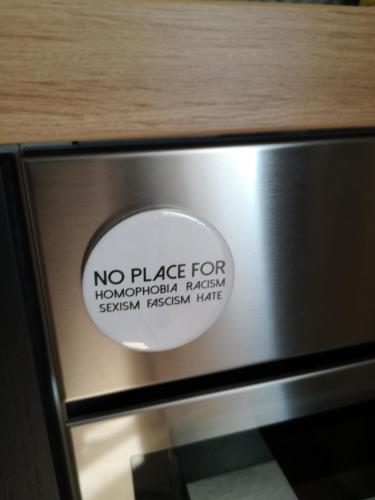 NO PLACE FOR
HOMOPHOBIA RACISM
SEXISM FASCISM HATE